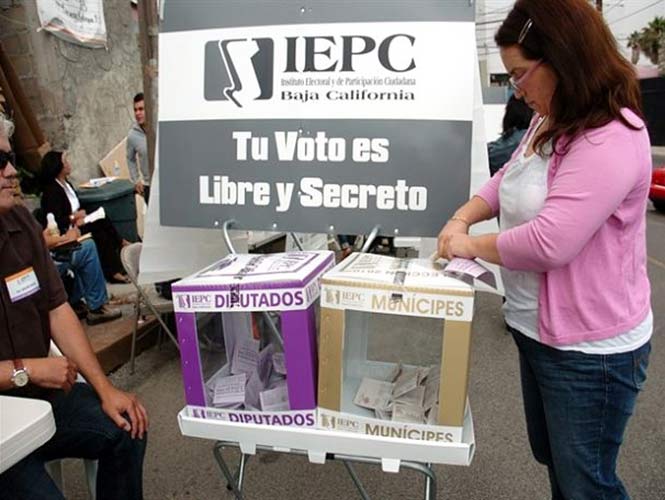 IEPC
Instituto Electoral y de Participación Ciudadana
Baja California
Tu Voto es
Libre y Secreto
IEPC
DIPUTADOS
IEPC
MUNÍCIPES
IEPC
DIPUTADOS
IEPC
MUNÍCIPES